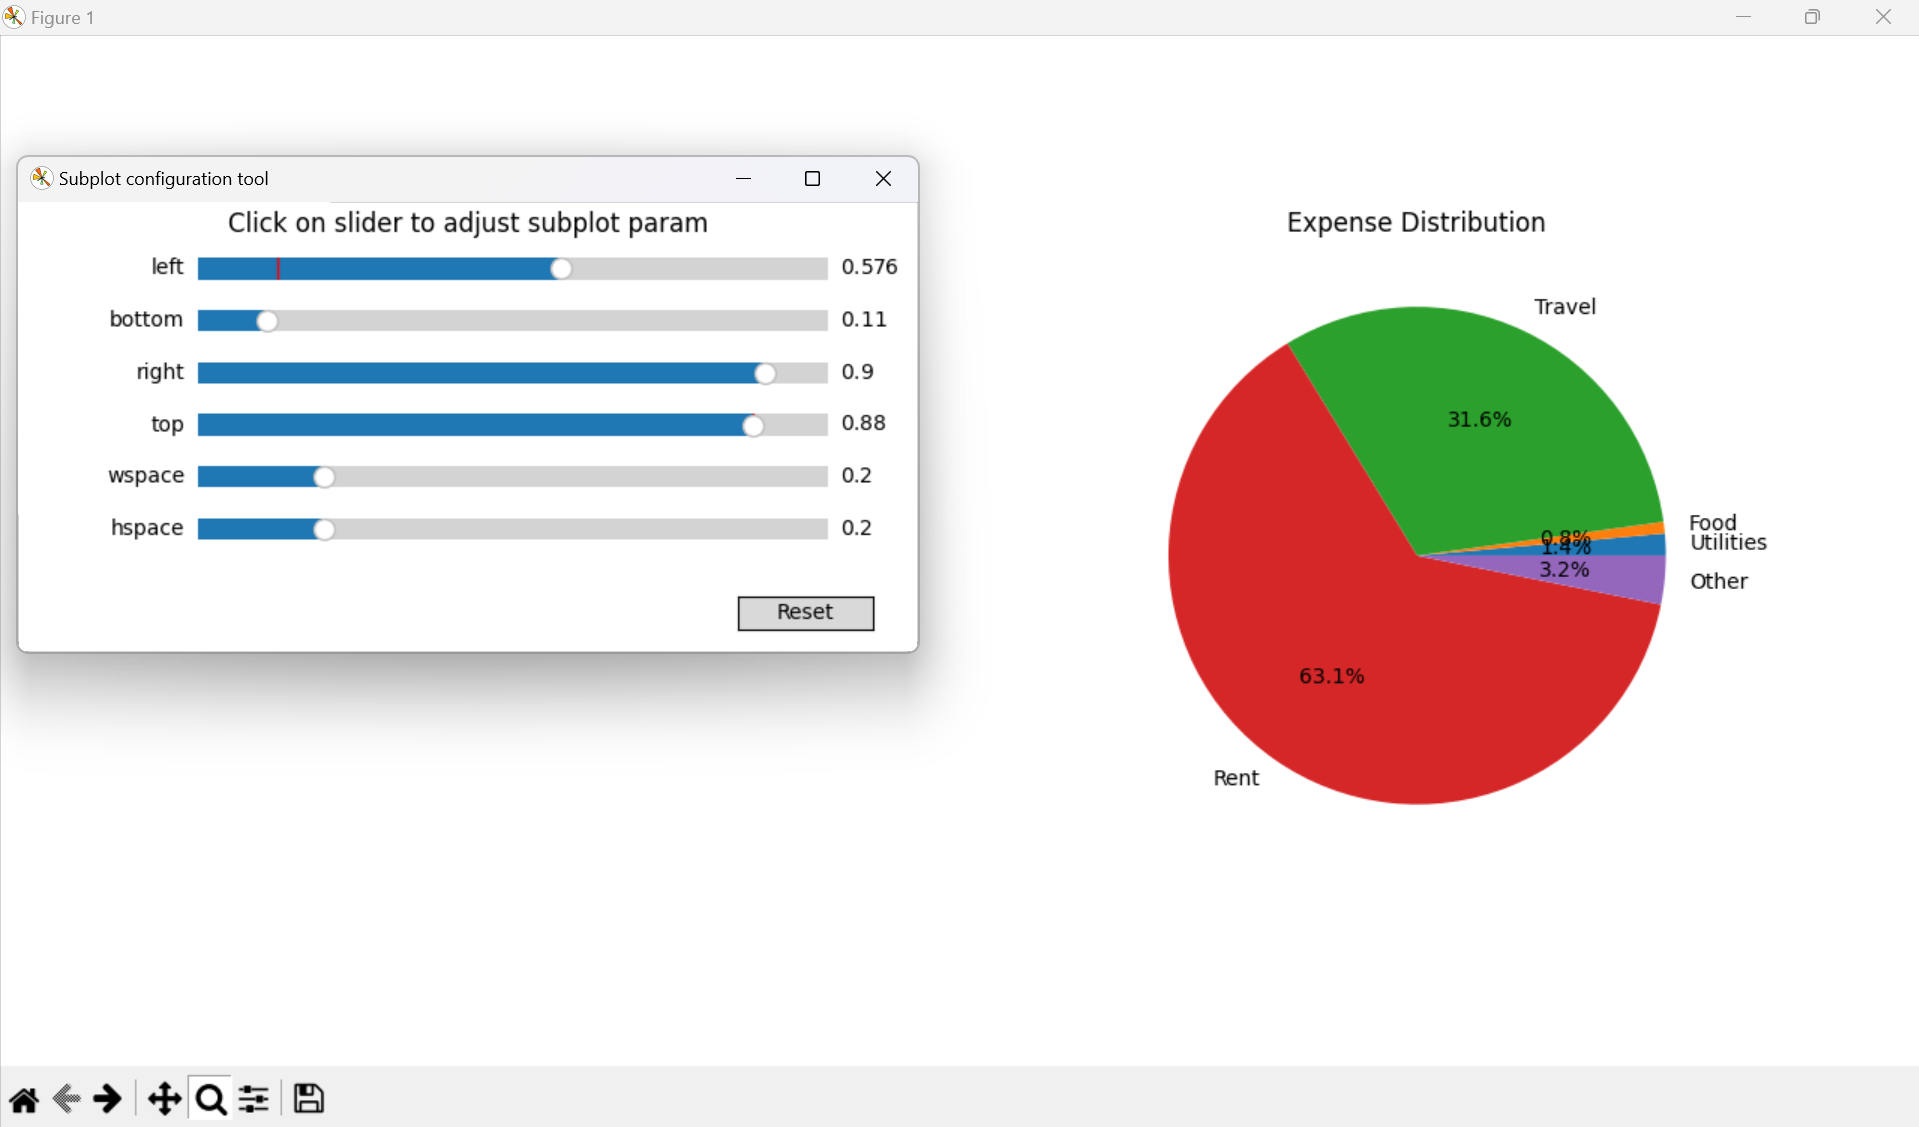 Figure 1
Subplot configuration tool
Click on slider to adjust subplot param
left 0.576
bottom 0.11
right 0.9
top 0.88
wspace 0.2
hspace 0.2
Reset
Expense Distribution
Travel
31.6%
Food
0.8%
Utilities
1.4%
3.2%
Other
63.1%
Rent